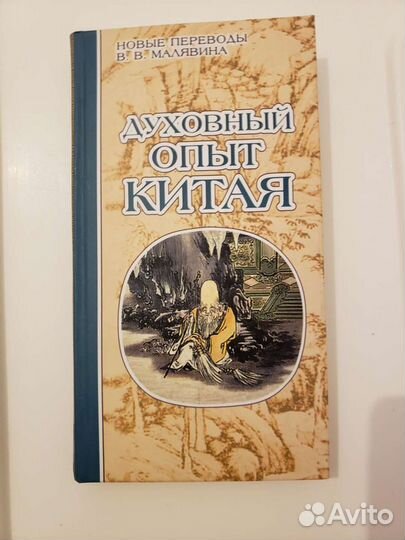 НОВЫЕ ПЕРЕВОДЫ
В. В. МАЛЯВИНА
ДУХОВНЫЙ
ОПЫТ
КИТАЯ
Avito